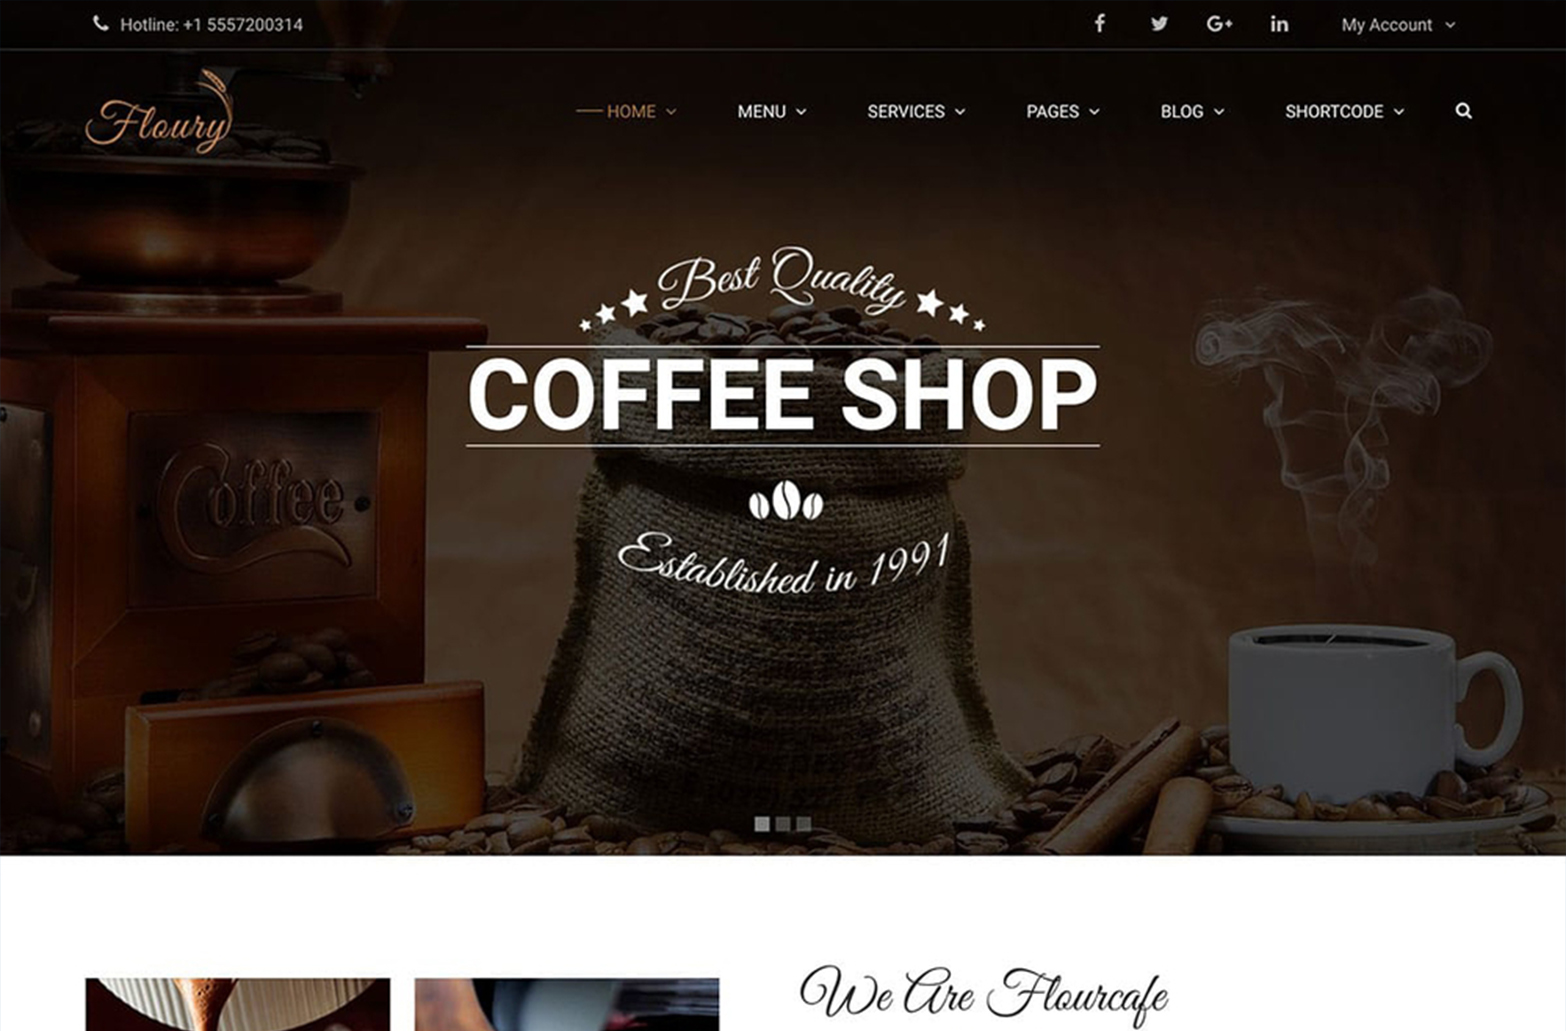 Hotline: +1 5557200314
My Account
Floury
HOME
MENU
SERVICES
PAGES
BLOG
SHORTCODE
Best Quality
COFFEE SHOP
Coffee
Established in 1991
We Are Flourcafe